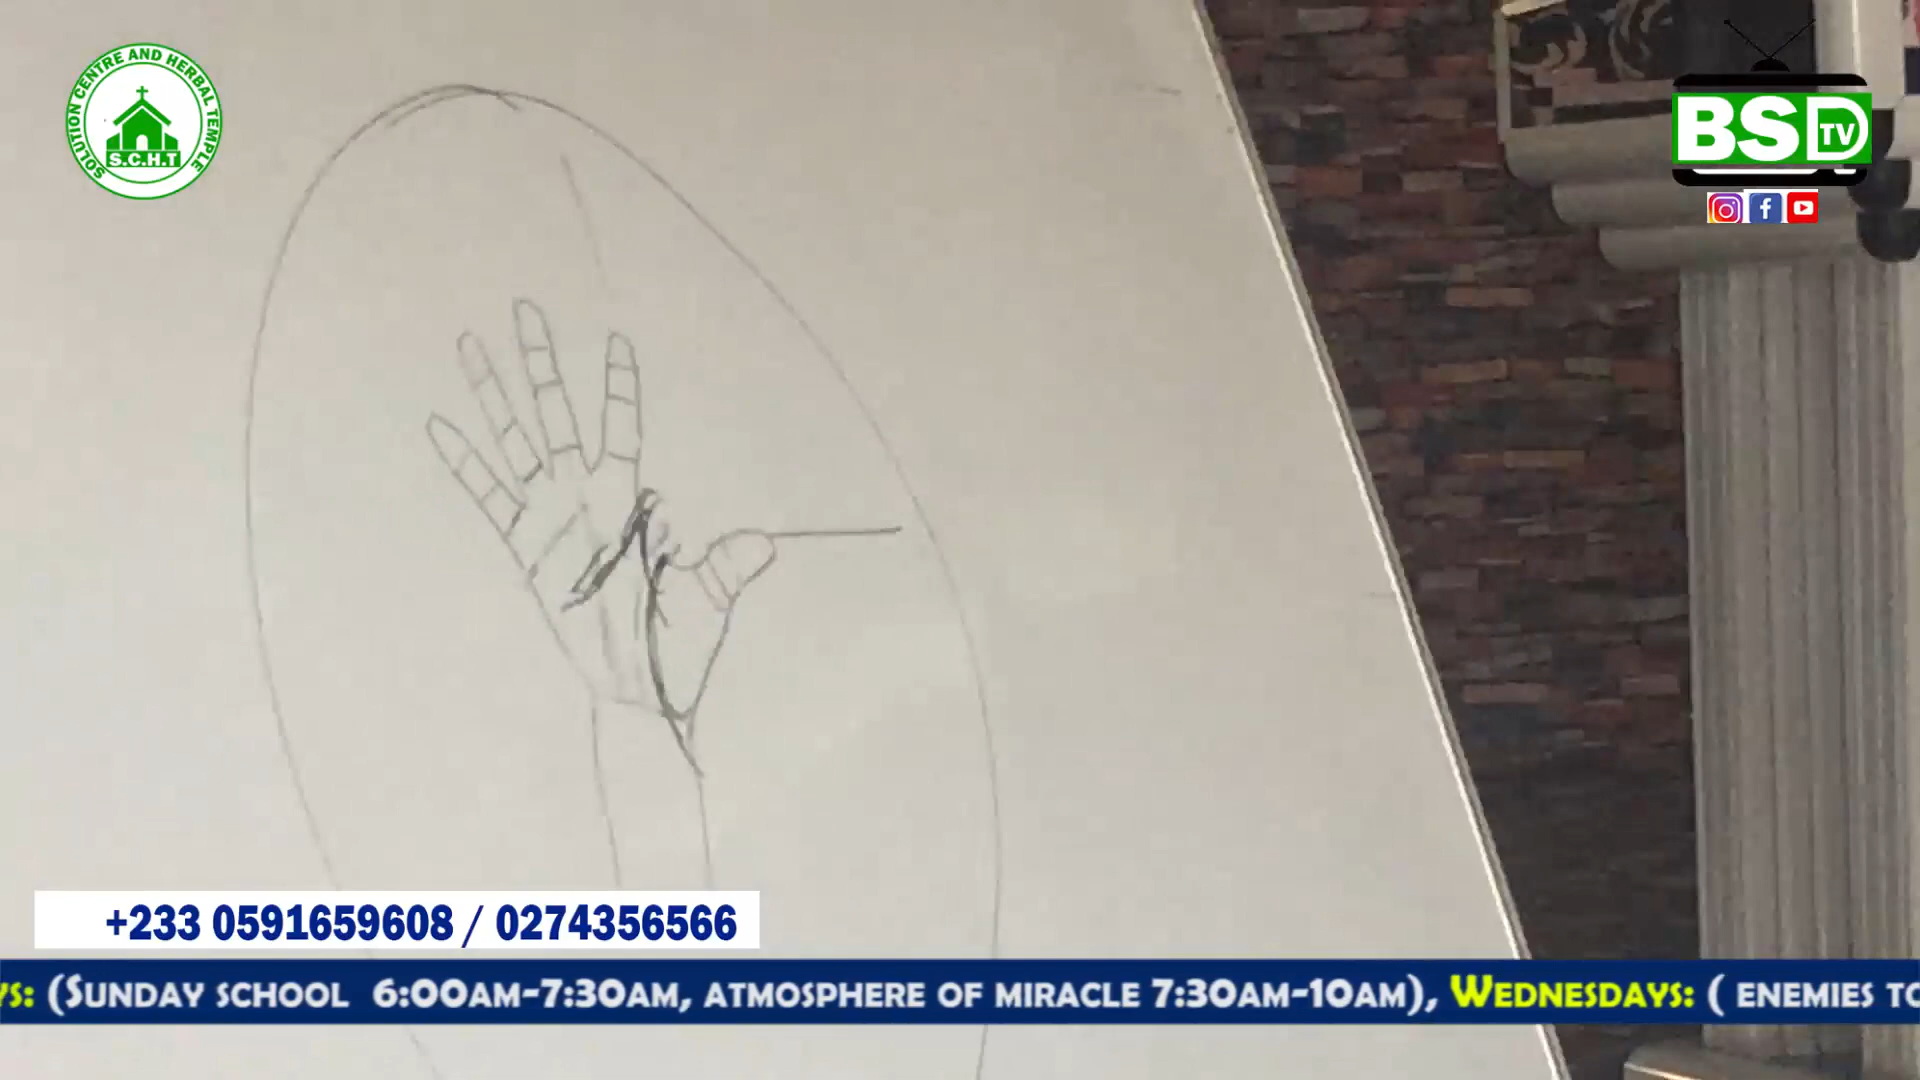 SOLUTION CENTRE AND HERBAL TEMPLE
S.C.H.T
BSD
TV
+233 0591659608 / 0274356566
YS: (SUNDAY SCHOOL 6:00AM-7:30AM, ATMOSPHERE OF MIRACLE 7:30AM-10AM), WEDNESDAYS: ( ENEMIES TO